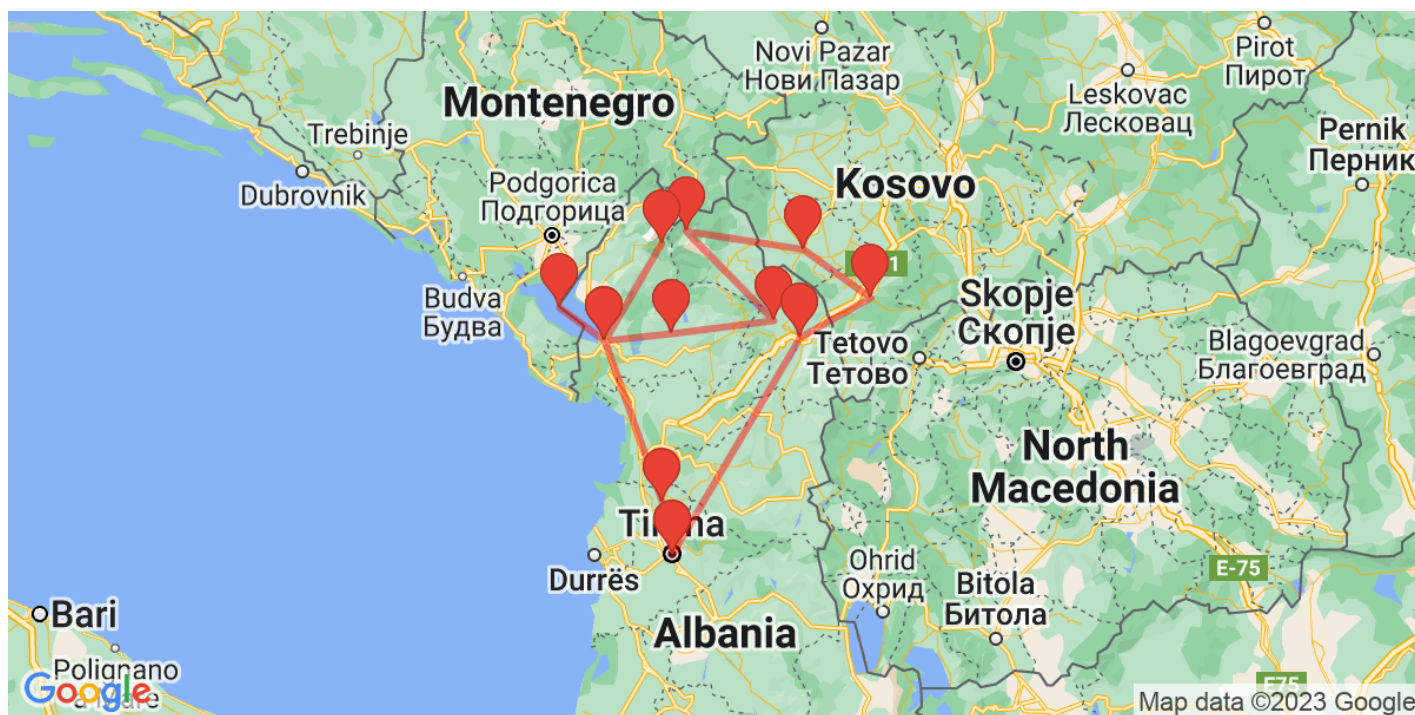 Novi Pazar
Нови Пазар
Pirot
Пирот
Leskovac
Лесковац
Montenegro
Trebinje
Pernik
Перник
Dubrovnik
Podgorica
Подгорица
Kosovo
Budva
Будва
Skopje
Скопје
Tetovo
Тетово
Blagoevgrad
Благоевград
North
Macedonia
Durrës
Ohrid
Охрид
Bitola
Битола
E-75
Bari
Albania
Polignano
Google
E75
Map data ©2023 Google